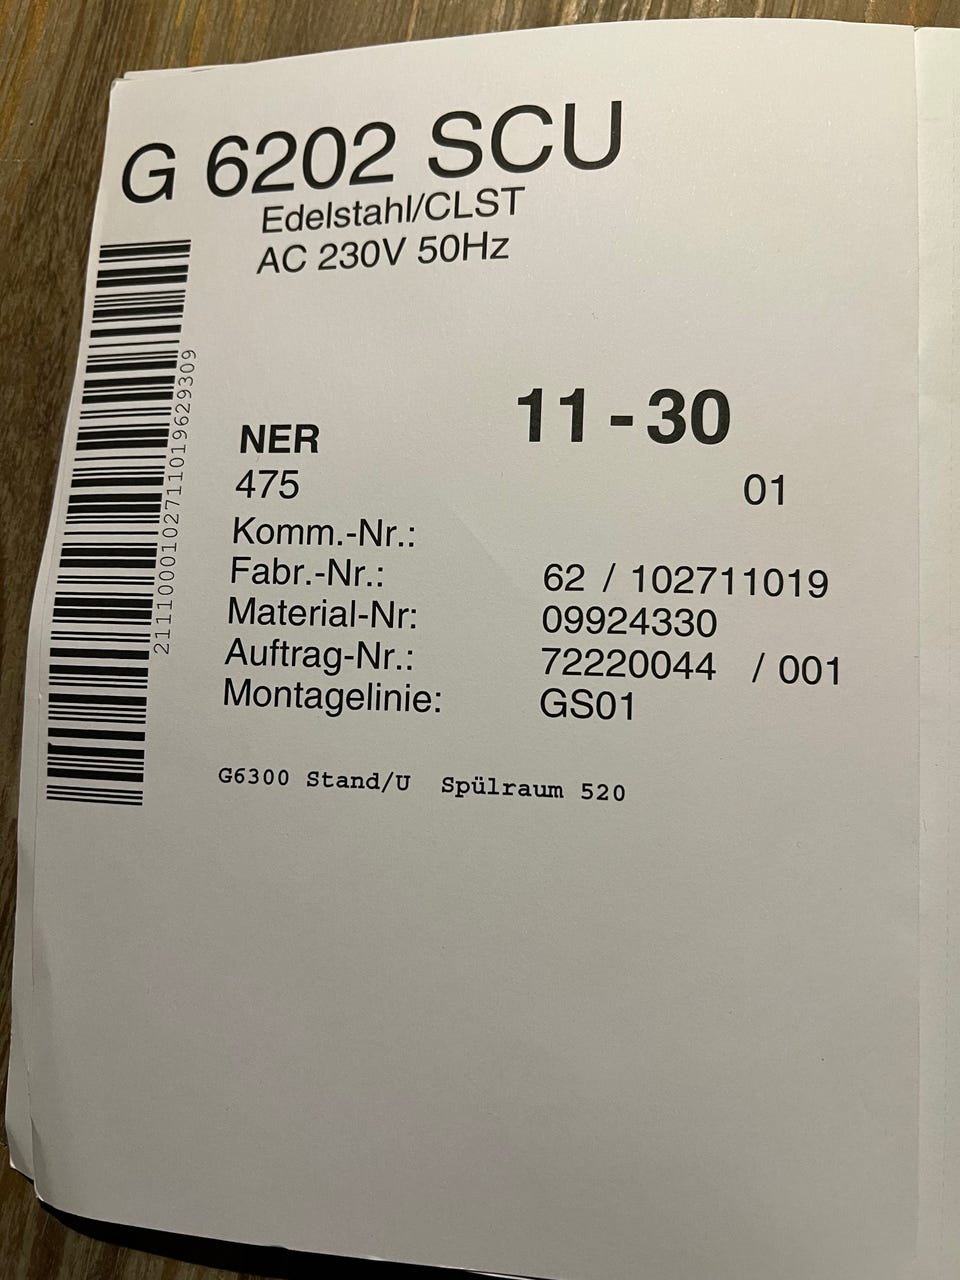 G 6202 SCU
Edelstahl/CLST
AC 230V 50Hz
2111000102711019629309
11-30
NER
475
01
Komm.-Nr.:
Fabr.-Nr.: 62 / 102711019
Material-Nr: 09924330
Auftrag-Nr.: 72220044 / 001
Montagelinie: GS01
G6300 Stand/U Spülraum 520